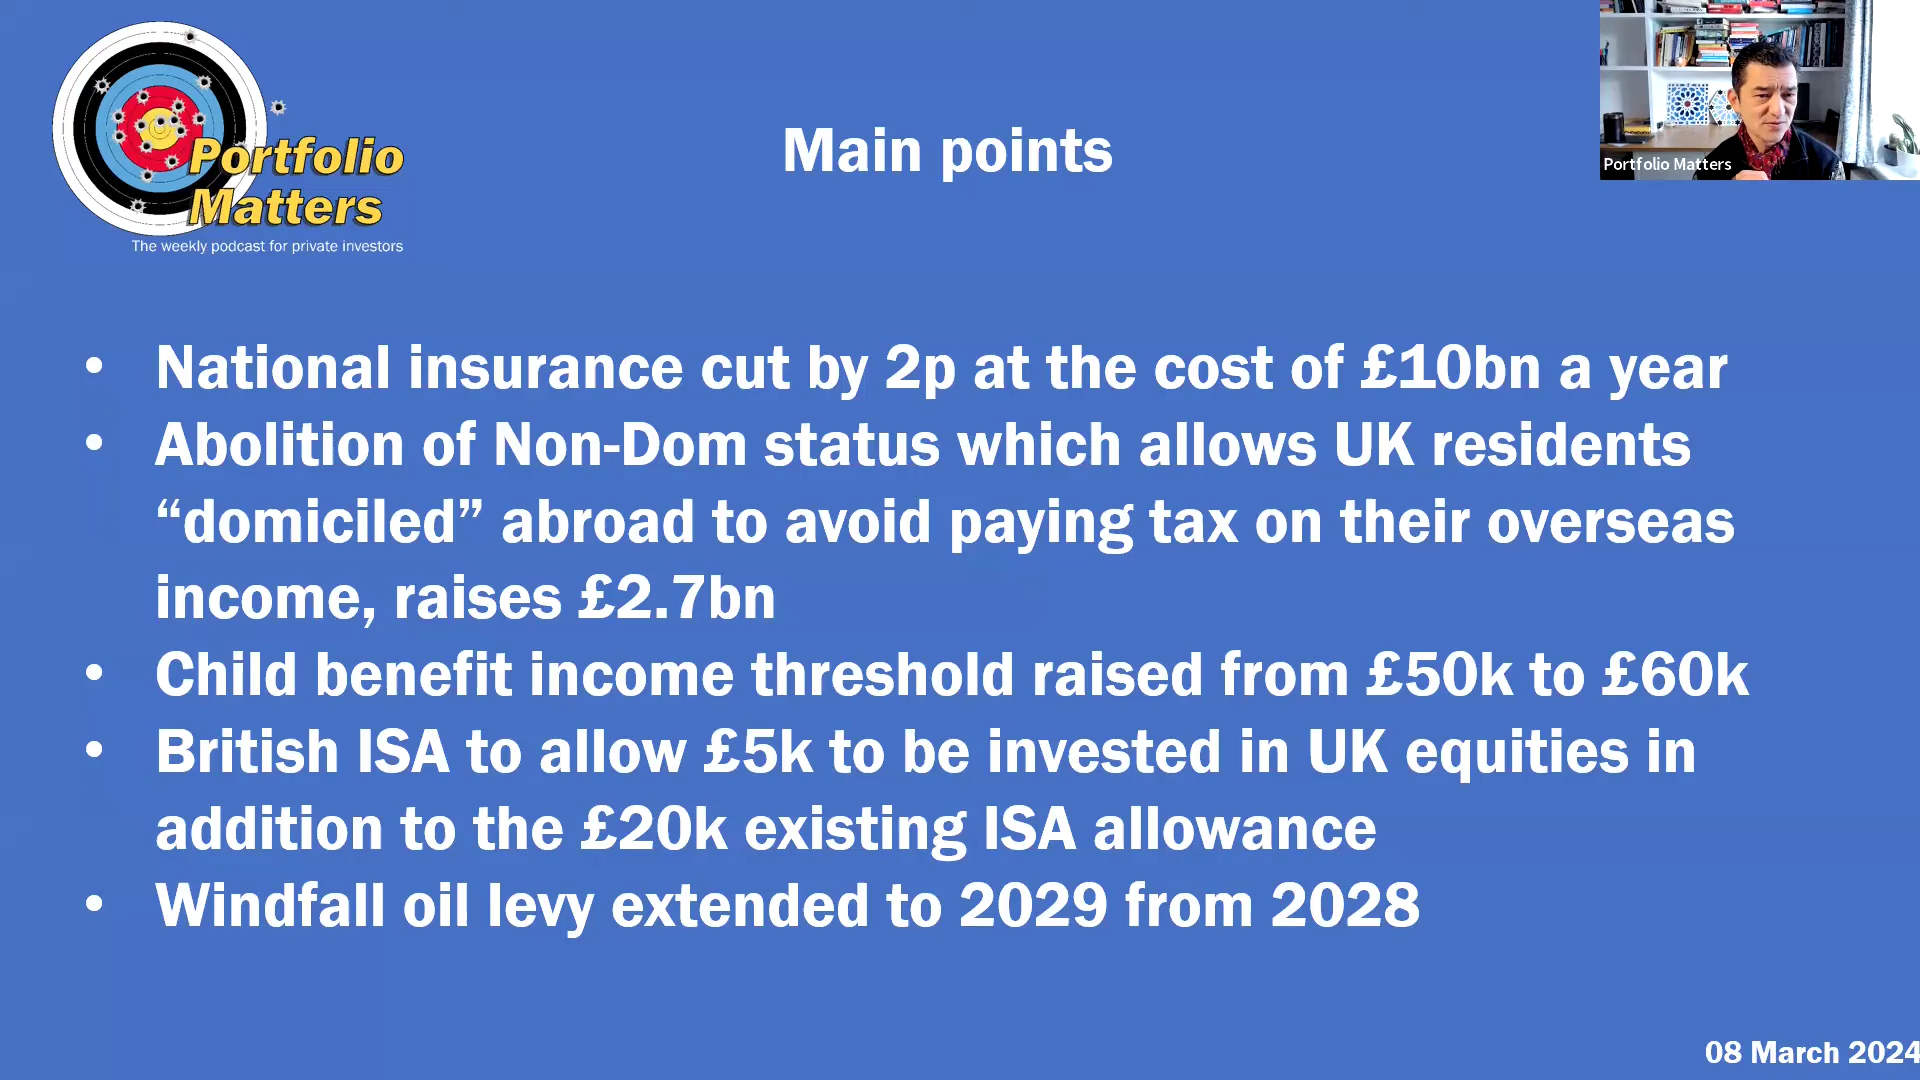 Portfolio
Matters
The weekly podcast for private investors
Main points
Portfolio Matters
• National insurance cut by 2p at the cost of £10bn a year
• Abolition of Non-Dom status which allows UK residents
“domiciled” abroad to avoid paying tax on their overseas
income, raises £2.7bn
• Child benefit income threshold raised from £50k to £60k
• British ISA to allow £5k to be invested in UK equities in
addition to the £20k existing ISA allowance
• Windfall oil levy extended to 2029 from 2028
08 March 2024